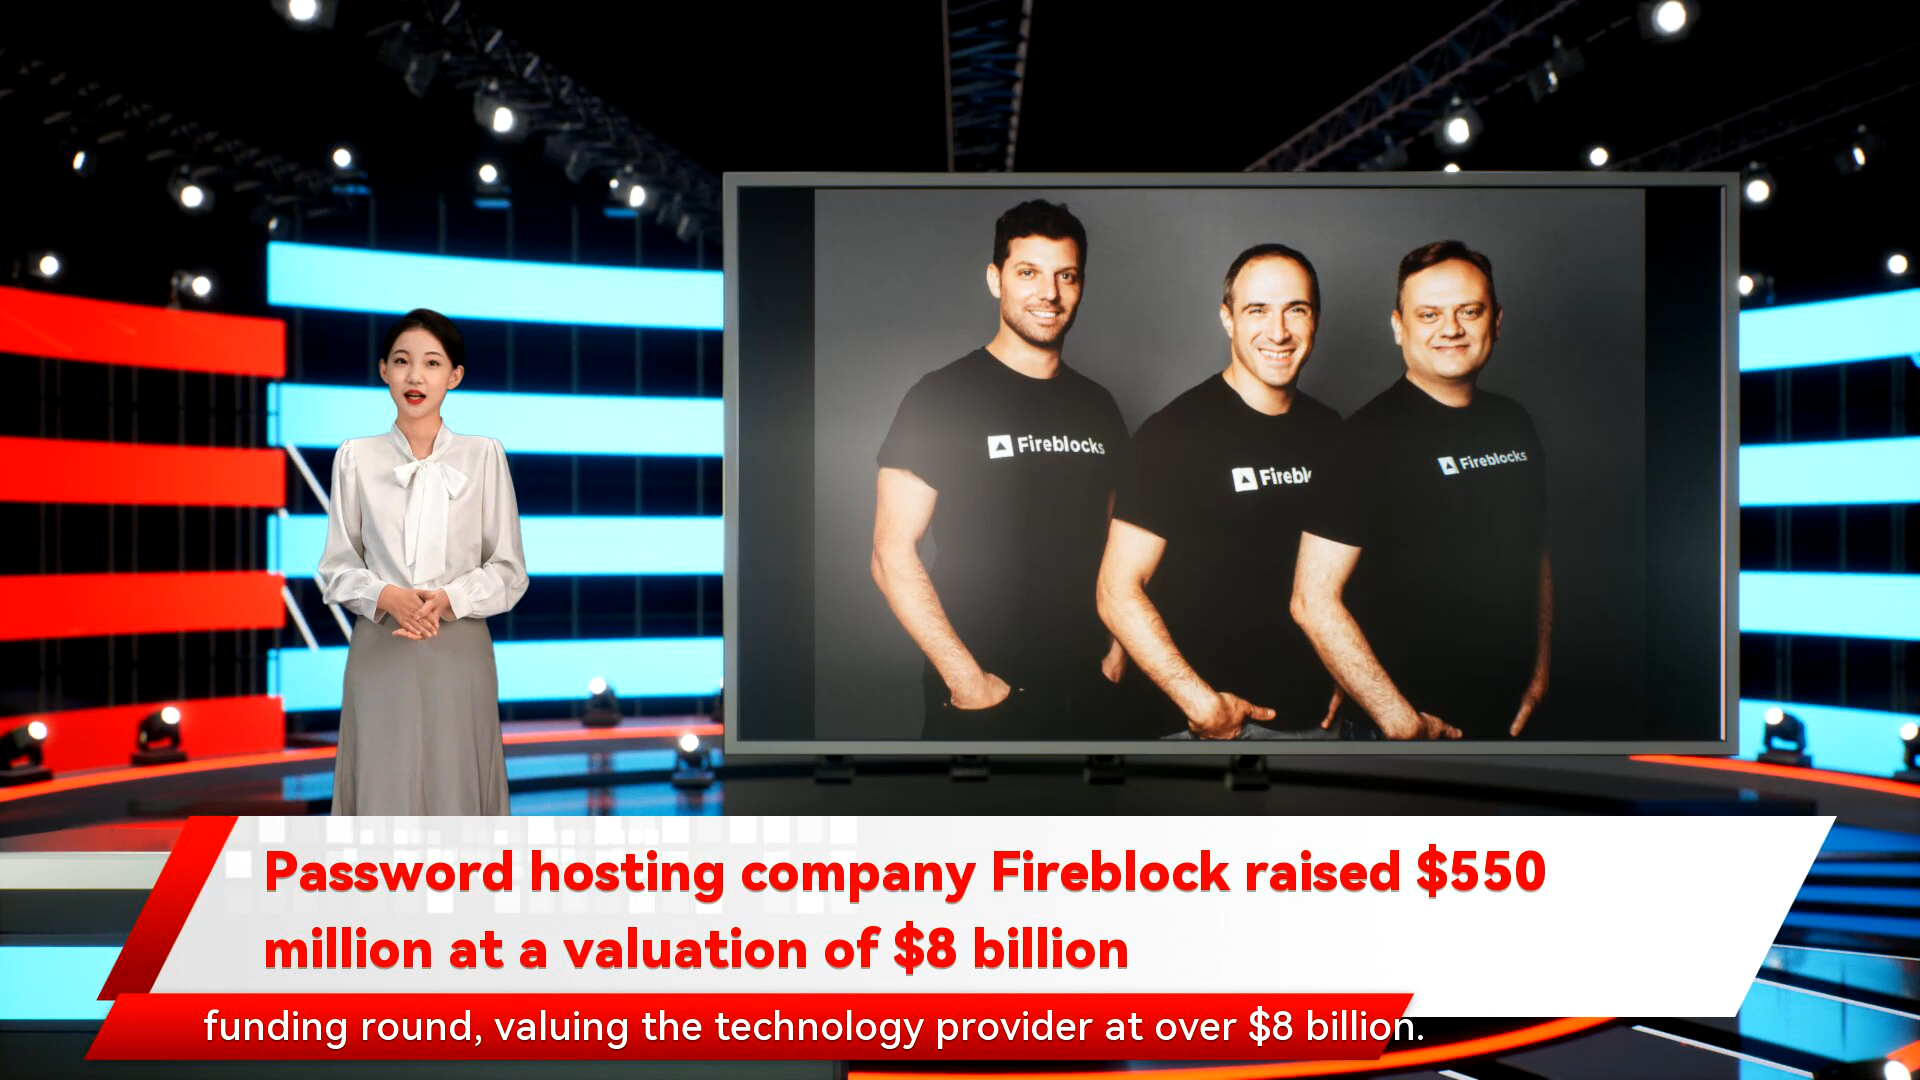 Fireblocks
Firebl
Fireblocks
Password hosting company Fireblock raised $550
million at a valuation of $8 billion
funding round, valuing the technology provider at over $8 billion.